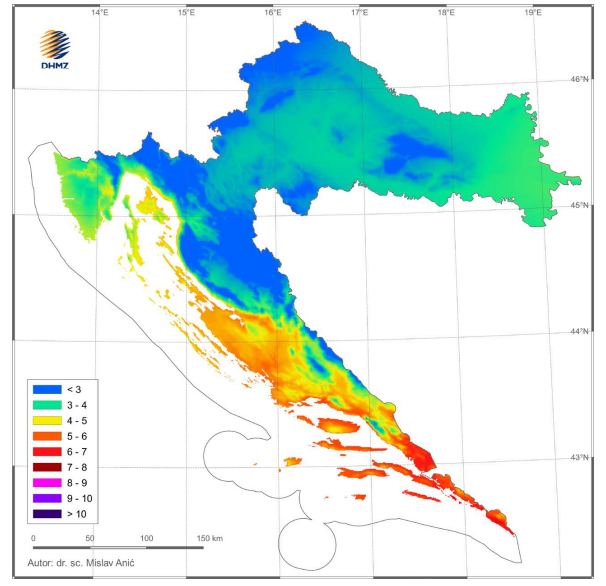 14°E 15°E 16°E 17°E 18°E 19°E
DHMZ
46°N
45°N
44°N
43°N
< 3
3 - 4
4 - 5
5 - 6
6 - 7
7 - 8
8 - 9
9 - 10
> 10
0 50 100 150 km
Autor: dr. sc. Mislav Anić